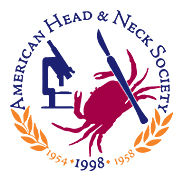 AMERICAN HEAD & NECK SOCIETY
1954 • 1998 • 1958